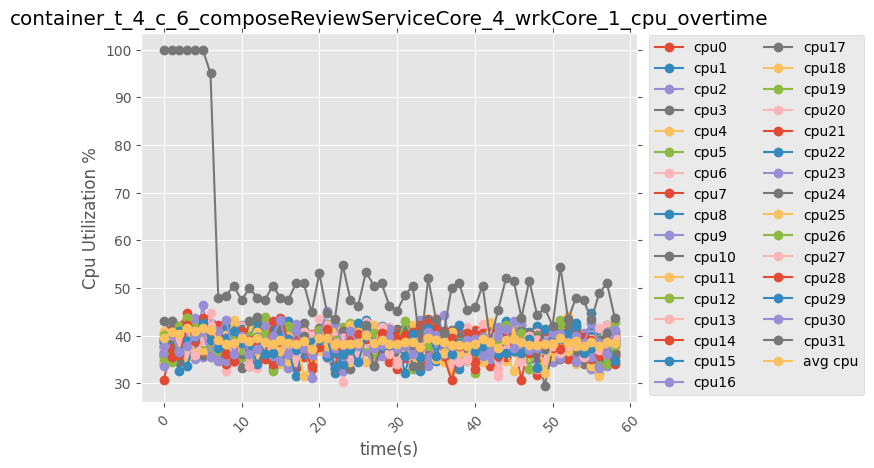 container_t_4_c_6_composeReviewServiceCore_4_wrkCore_1_cpu_overtime
Cpu Utilization %
100
90
80
70
60
50
40
30
0
10
20
30
40
50
60
time(s)
cpu0
cpu1
cpu2
cpu3
cpu4
cpu5
cpu6
cpu7
cpu8
cpu9
cpu10
cpu11
cpu12
cpu13
cpu14
cpu15
cpu16
cpu17
cpu18
cpu19
cpu20
cpu21
cpu22
cpu23
cpu24
cpu25
cpu26
cpu27
cpu28
cpu29
cpu30
cpu31
avg cpu